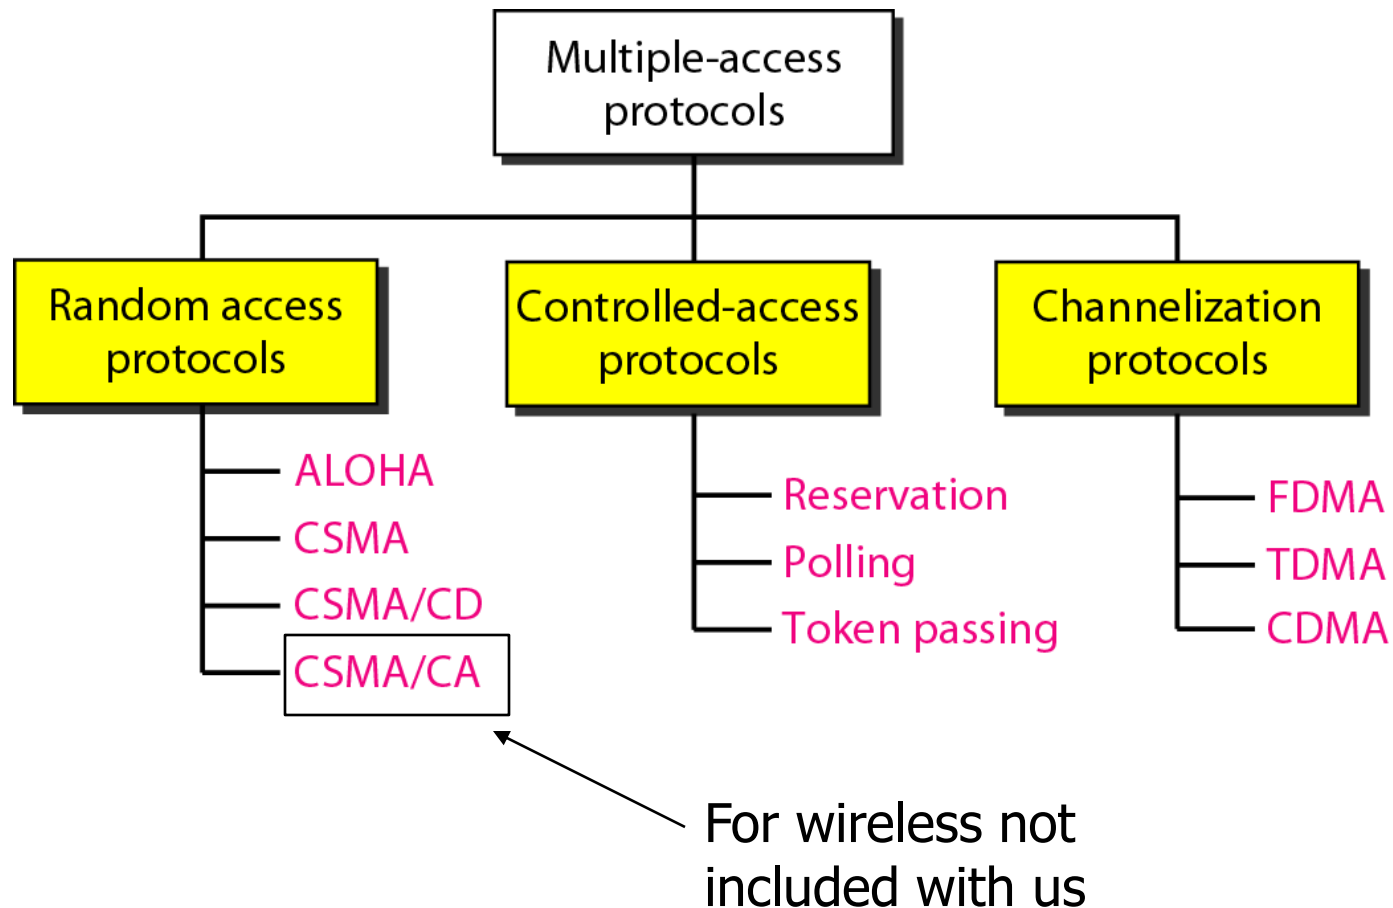 Multiple-access
protocols
Random access
protocols
ALOHA
CSMA
CSMA/CD
CSMA/CA
Controlled-access
protocols
Reservation
Polling
Token passing
Channelization
protocols
FDMA
TDMA
CDMA
For wireless not
included with us